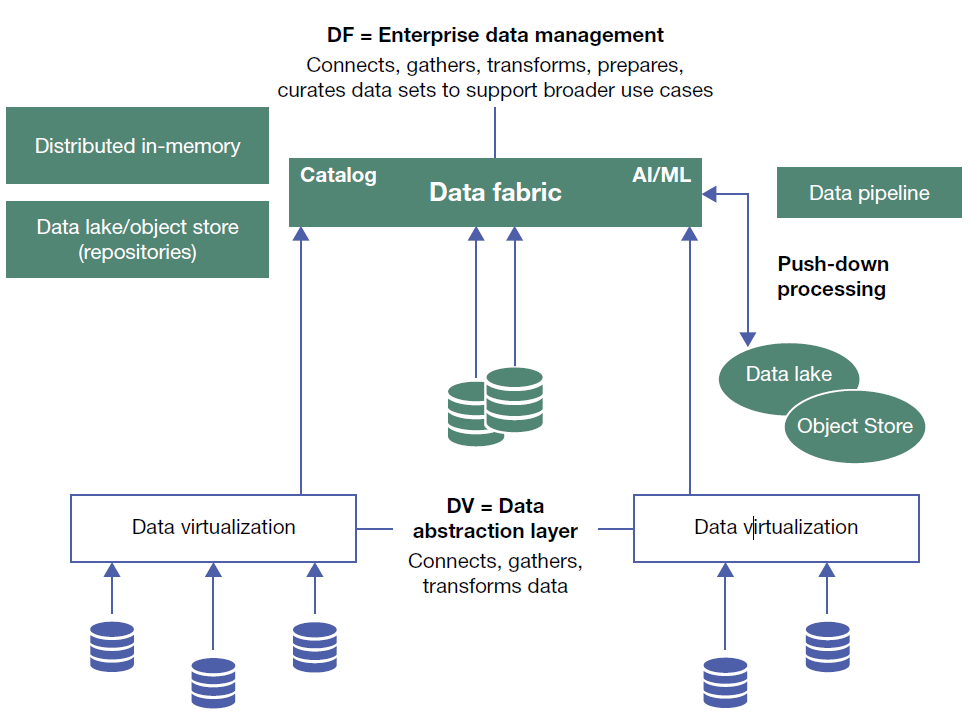 DF = Enterprise data management
Connects, gathers, transforms, prepares,
curates data sets to support broader use cases
Distributed in-memory
Data lake/object store
(repositories)
Catalog
Data fabric
AI/ML
Data pipeline
Push-down
processing
Data lake
Object Store
Data virtualization
DV = Data
abstraction layer
Connects, gathers,
transforms data
Data virtualization